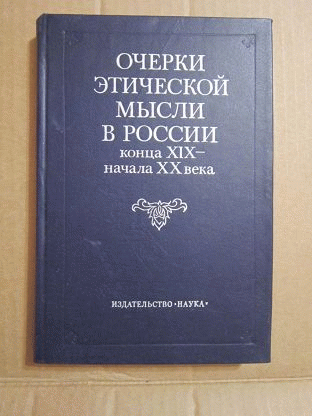 ОЧЕРКИ
ЭТИЧЕСКОЙ
МЫСЛИ
В РОССИИ
конца XIX—
начала XX века
ИЗДАТЕЛЬСТВО «НАУКА»